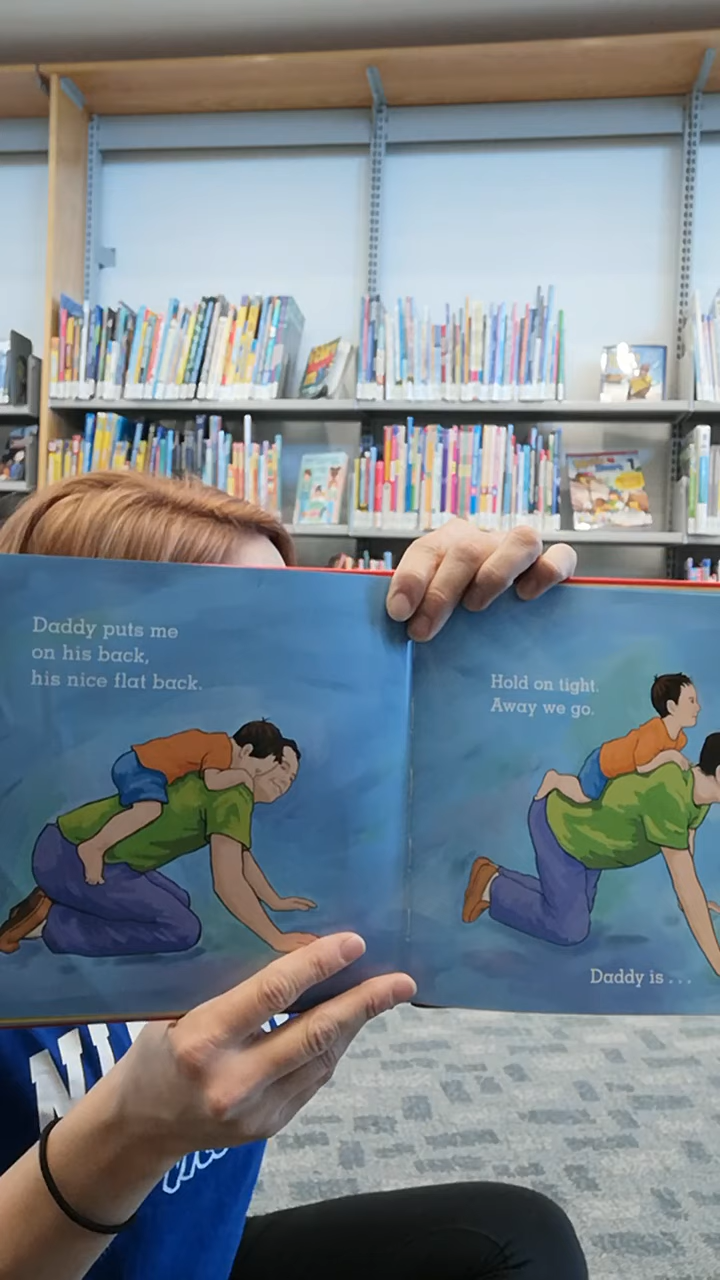 Daddy puts me
on his back,
his nice flat back.
Hold on tight.
Away we go.
Daddy is . . .